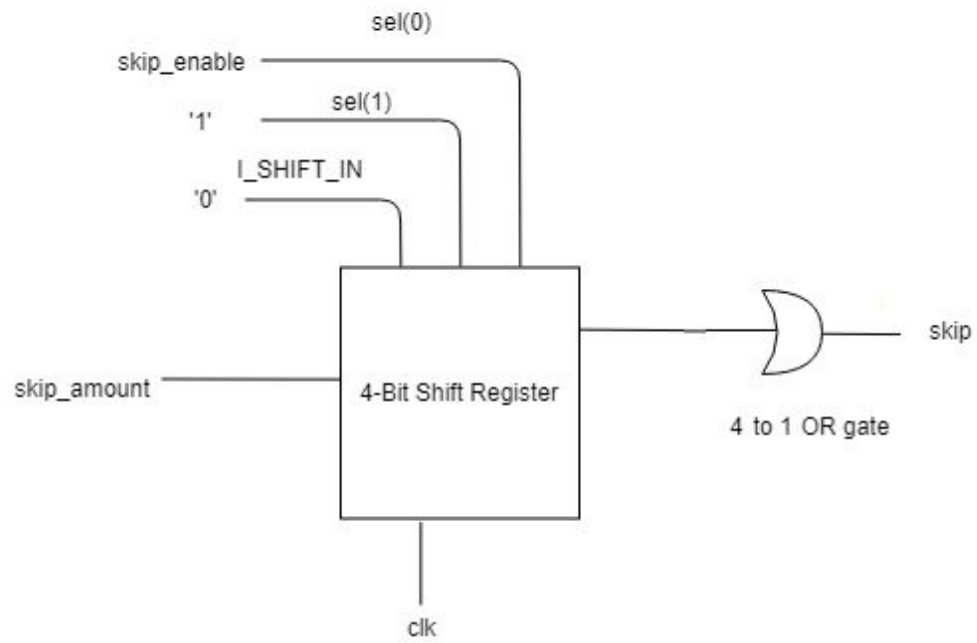 sel(0)
skip_enable
sel(1)
'1'
I_SHIFT_IN
'0'
skip
skip_amount
4-Bit Shift Register
4 to 1 OR gate
clk